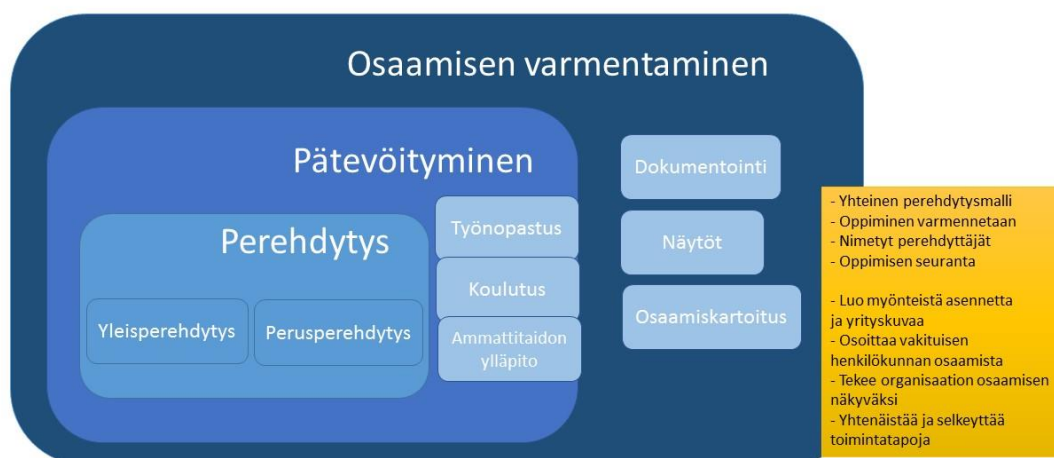 Osaamisen varmentaminen
Pätevöityminen
Perehdytys
Yleisperehdytys
Perusperehdytys
Työnopastus
Koulutus
Ammattitaidon
ylläpito
Dokumentointi
Näytöt
Osaamiskartoitus
- Yhteinen perehdytysmalli
- Oppiminen varmennetaan
- Nimetyt perehdyttäjät
- Oppimisen seuranta
- Luo myönteistä asennetta
ja yrityskuvaa
- Osoittaa vakituisen
henkilökunnan osaamista
- Tekee organisaation osaamisen
näkyväksi
- Yhtenäistää ja selkeyttää
toimintatapoja